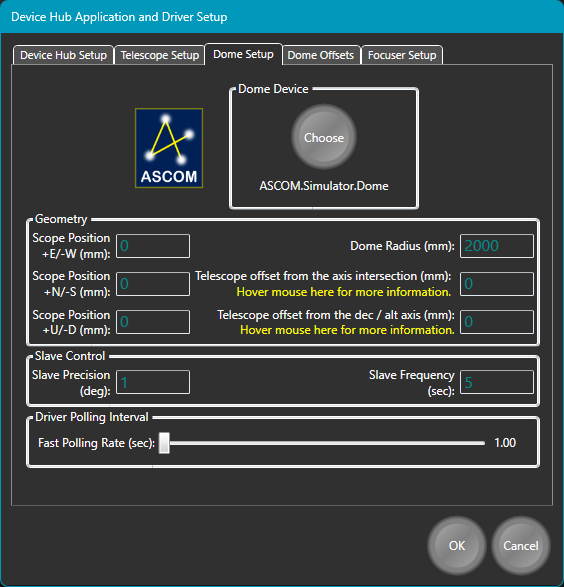 Device Hub Application and Driver Setup
Device Hub Setup
Telescope Setup
Dome Setup
Dome Offsets
Focuser Setup
Dome Device
Choose
ASCOM
ASCOM.Simulator.Dome
Geometry
Scope Position
+E/-W (mm):
0
Dome Radius (mm):
2000
Scope Position
+N/-S (mm):
0
Telescope offset from the axis intersection (mm):
Hover mouse here for more information.
0
Scope Position
+U/-D (mm):
0
Telescope offset from the dec / alt axis (mm):
Hover mouse here for more information.
0
Slave Control
Slave Precision
(deg):
1
Slave Frequency
(sec):
5
Driver Polling Interval
Fast Polling Rate (sec):
1.00
OK
Cancel